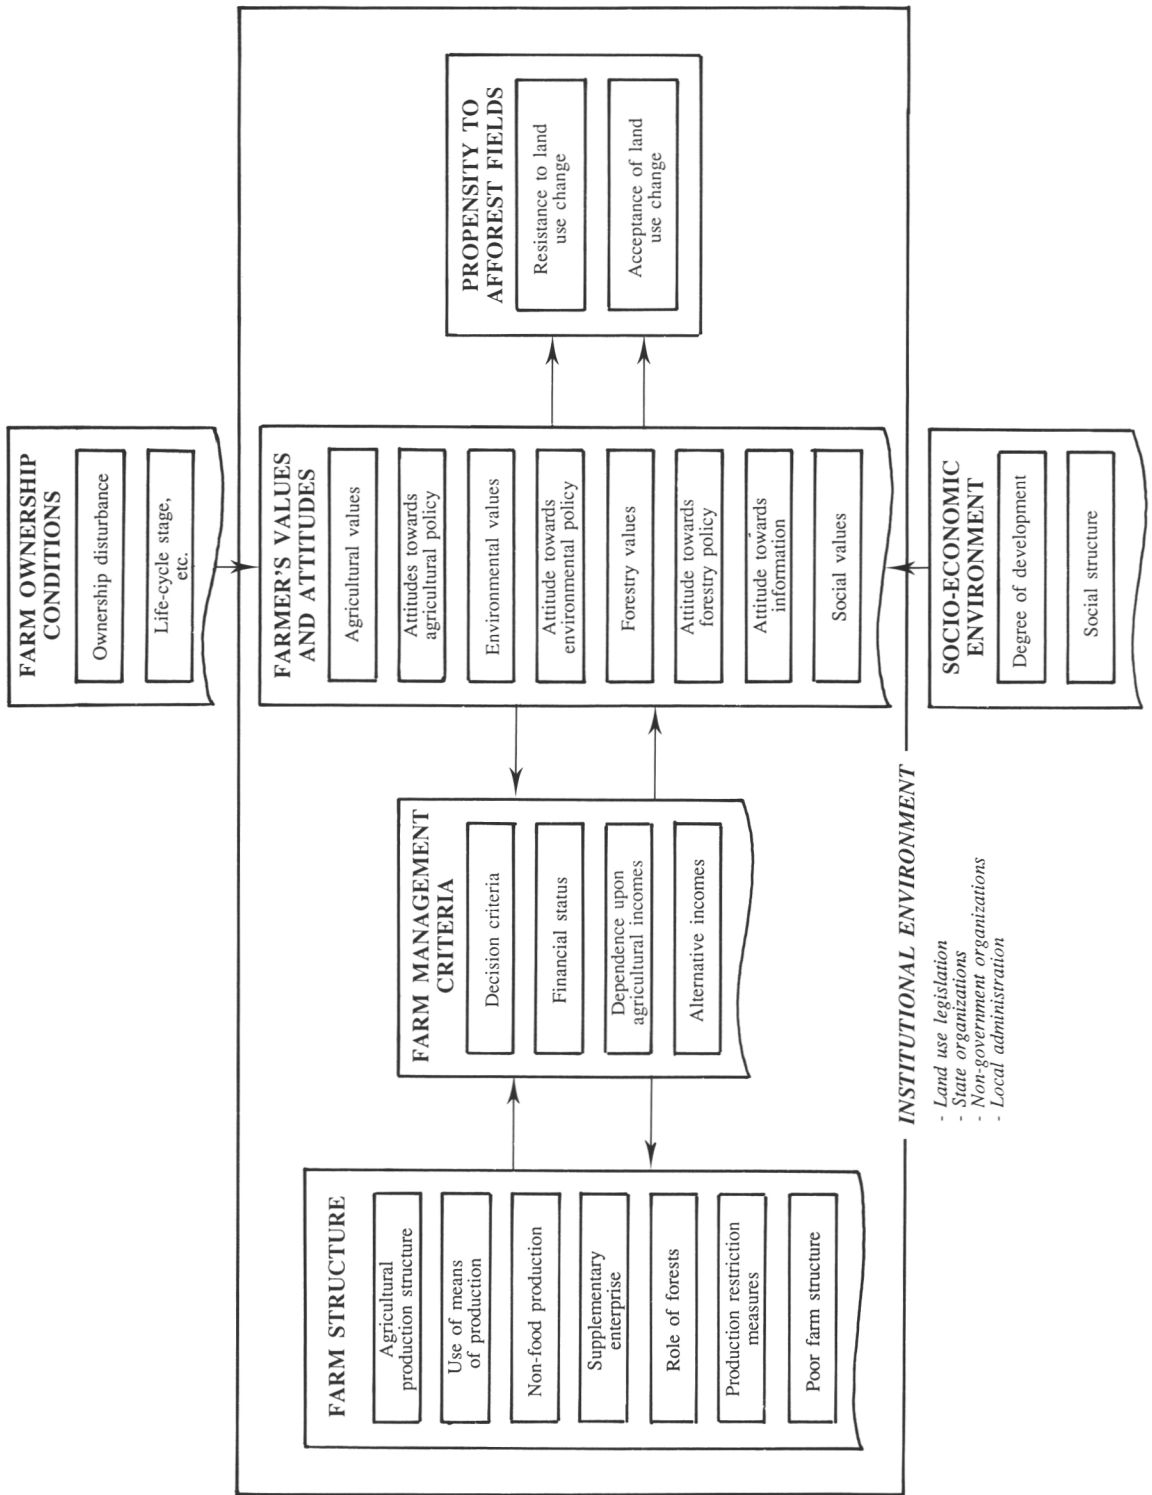 FARM OWNERSHIP
CONDITIONS
Ownership disturbance
Life-cycle stage,
etc.
FARM STRUCTURE
Agricultural
production structure
Use of means
of production
Non-food production
Supplementary
enterprise
Role of forests
Production restriction
measures
Poor farm structure
FARM MANAGEMENT
CRITERIA
Decision criteria
Financial status
Dependence upon
agricultural incomes
Alternative incomes
FARMER'S VALUES
AND ATTITUDES
Agricultural values
Attitudes towards
agricultural policy
Environmental values
Attitude towards
environmental policy
Forestry values
Attitude towards
forestry policy
Attitude towards
information
Social values
PROPENSITY TO
AFFOREST FIELDS
Resistance to land
use change
Acceptance of land
use change
INSTITUTIONAL ENVIRONMENT
- Land use legislation
- State organizations
- Non-government organizations
- Local administration
SOCIO-ECONOMIC
ENVIRONMENT
Degree of development
Social structure